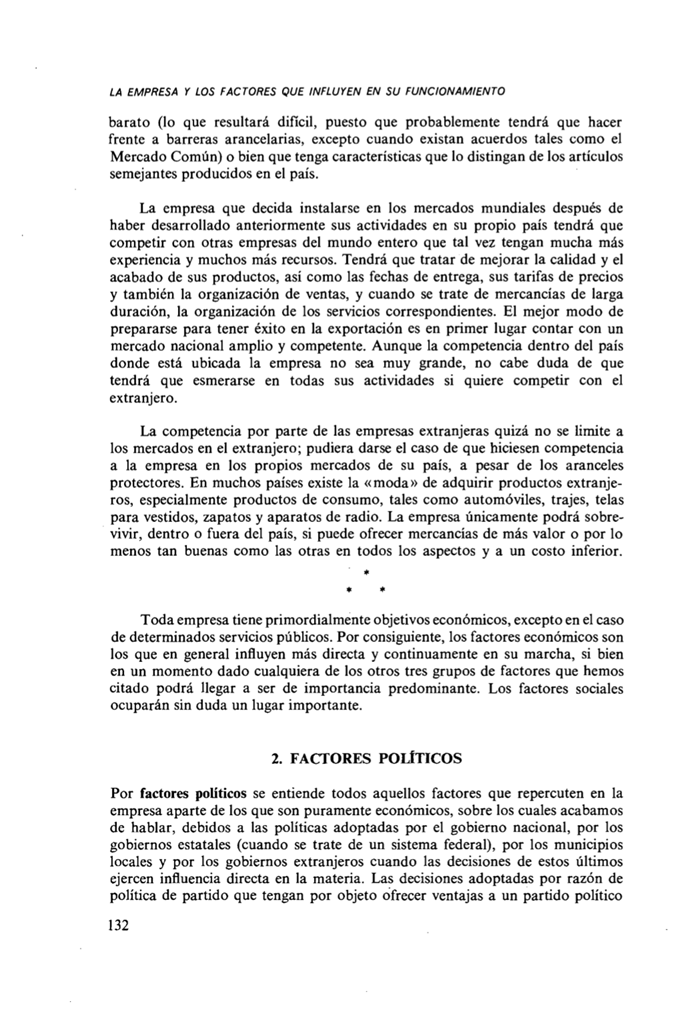 LA EMPRESA Y LOS FACTORES QUE INFLUYEN EN SU FUNCIONAMIENTO
barato (lo que resultará difícil, puesto que probablemente tendrá que hacer
frente a barreras arancelarias, excepto cuando existan acuerdos tales como el
Mercado Común) o bien que tenga características que lo distingan de los artículos
semejantes producidos en el país.
La empresa que decida instalarse en los mercados mundiales después de
haber desarrollado anteriormente sus actividades en su propio país tendrá que
competir con otras empresas del mundo entero que tal vez tengan mucha más
experiencia y muchos más recursos. Tendrá que tratar de mejorar la calidad y el
acabado de sus productos, así como las fechas de entrega, sus tarifas de precios
y también la organización de ventas, y cuando se trate de mercancías de larga
duración, la organización de los servicios correspondientes. El mejor modo de
prepararse para tener éxito en la exportación es en primer lugar contar con un
mercado nacional amplio y competente. Aunque la competencia dentro del país
donde está ubicada la empresa no sea muy grande, no cabe duda de que
tendrá que esmerarse en todas sus actividades si quiere competir con el
extranjero.
La competencia por parte de las empresas extranjeras quizá no se limite a
los mercados en el extranjero; pudiera darse el caso de que hiciesen competencia
a la empresa en los propios mercados de su país, a pesar de los aranceles
protectores. En muchos países existe la «moda» de adquirir productos extranje-
ros, especialmente productos de consumo, tales como automóviles, trajes, telas
para vestidos, zapatos y aparatos de radio. La empresa únicamente podrá sobre-
vivir, dentro o fuera del país, si puede ofrecer mercancías de más valor o por lo
menos tan buenas como las otras en todos los aspectos y a un costo inferior.
*
* *
Toda empresa tiene primordialmente objetivos económicos, excepto en el caso
de determinados servicios públicos. Por consiguiente, los factores económicos son
los que en general influyen más directa y continuamente en su marcha, si bien
en un momento dado cualquiera de los otros tres grupos de factores que hemos
citado podrá llegar a ser de importancia predominante. Los factores sociales
ocuparán sin duda un lugar importante.
2. FACTORES POLÍTICOS
Por factores políticos se entiende todos aquellos factores que repercuten en la
empresa aparte de los que son puramente económicos, sobre los cuales acabamos
de hablar, debidos a las políticas adoptadas por el gobierno nacional, por los
gobiernos estatales (cuando se trate de un sistema federal), por los municipios
locales y por los gobiernos extranjeros cuando las decisiones de estos últimos
ejercen influencia directa en la materia. Las decisiones adoptadas por razón de
política de partido que tengan por objeto ofrecer ventajas a un partido político
132